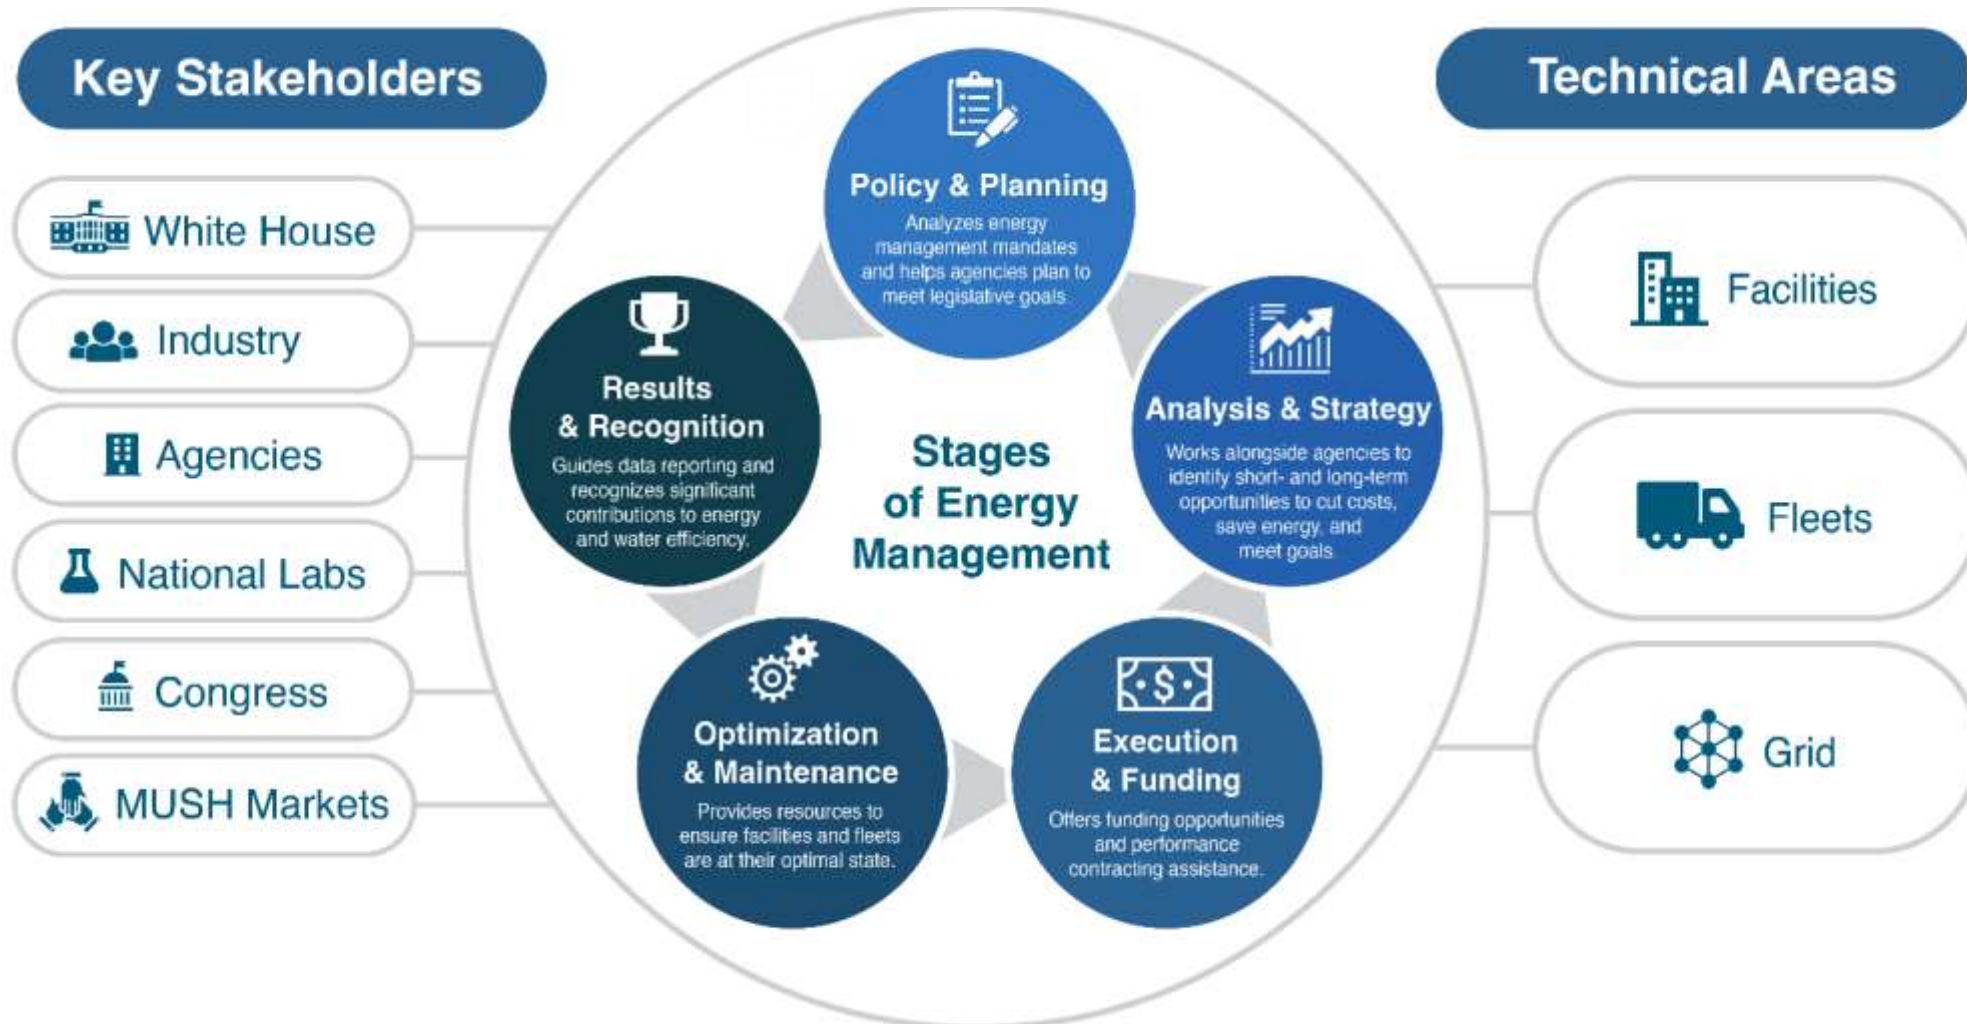 Key Stakeholders
White House
Industry
Agencies
National Labs
Congress
MUSH Markets
Policy & Planning
Analyzes energy
management mandates
and helps agencies plan to
meet legislative goals
Analysis & Strategy
Works alongside agencies to
identify short- and long-term
opportunities to cut costs,
save energy, and
meet goals.
Execution
& Funding
Offers funding opportunities
and performance
contracting assistance.
Optimization
& Maintenance
Provides resources to
ensure facilities and fleets
are at their optimal state.
Results
& Recognition
Guides data reporting and
recognizes significant
contributions to energy
and water efficiency.
Stages
of Energy
Management
Technical Areas
Facilities
Fleets
Grid